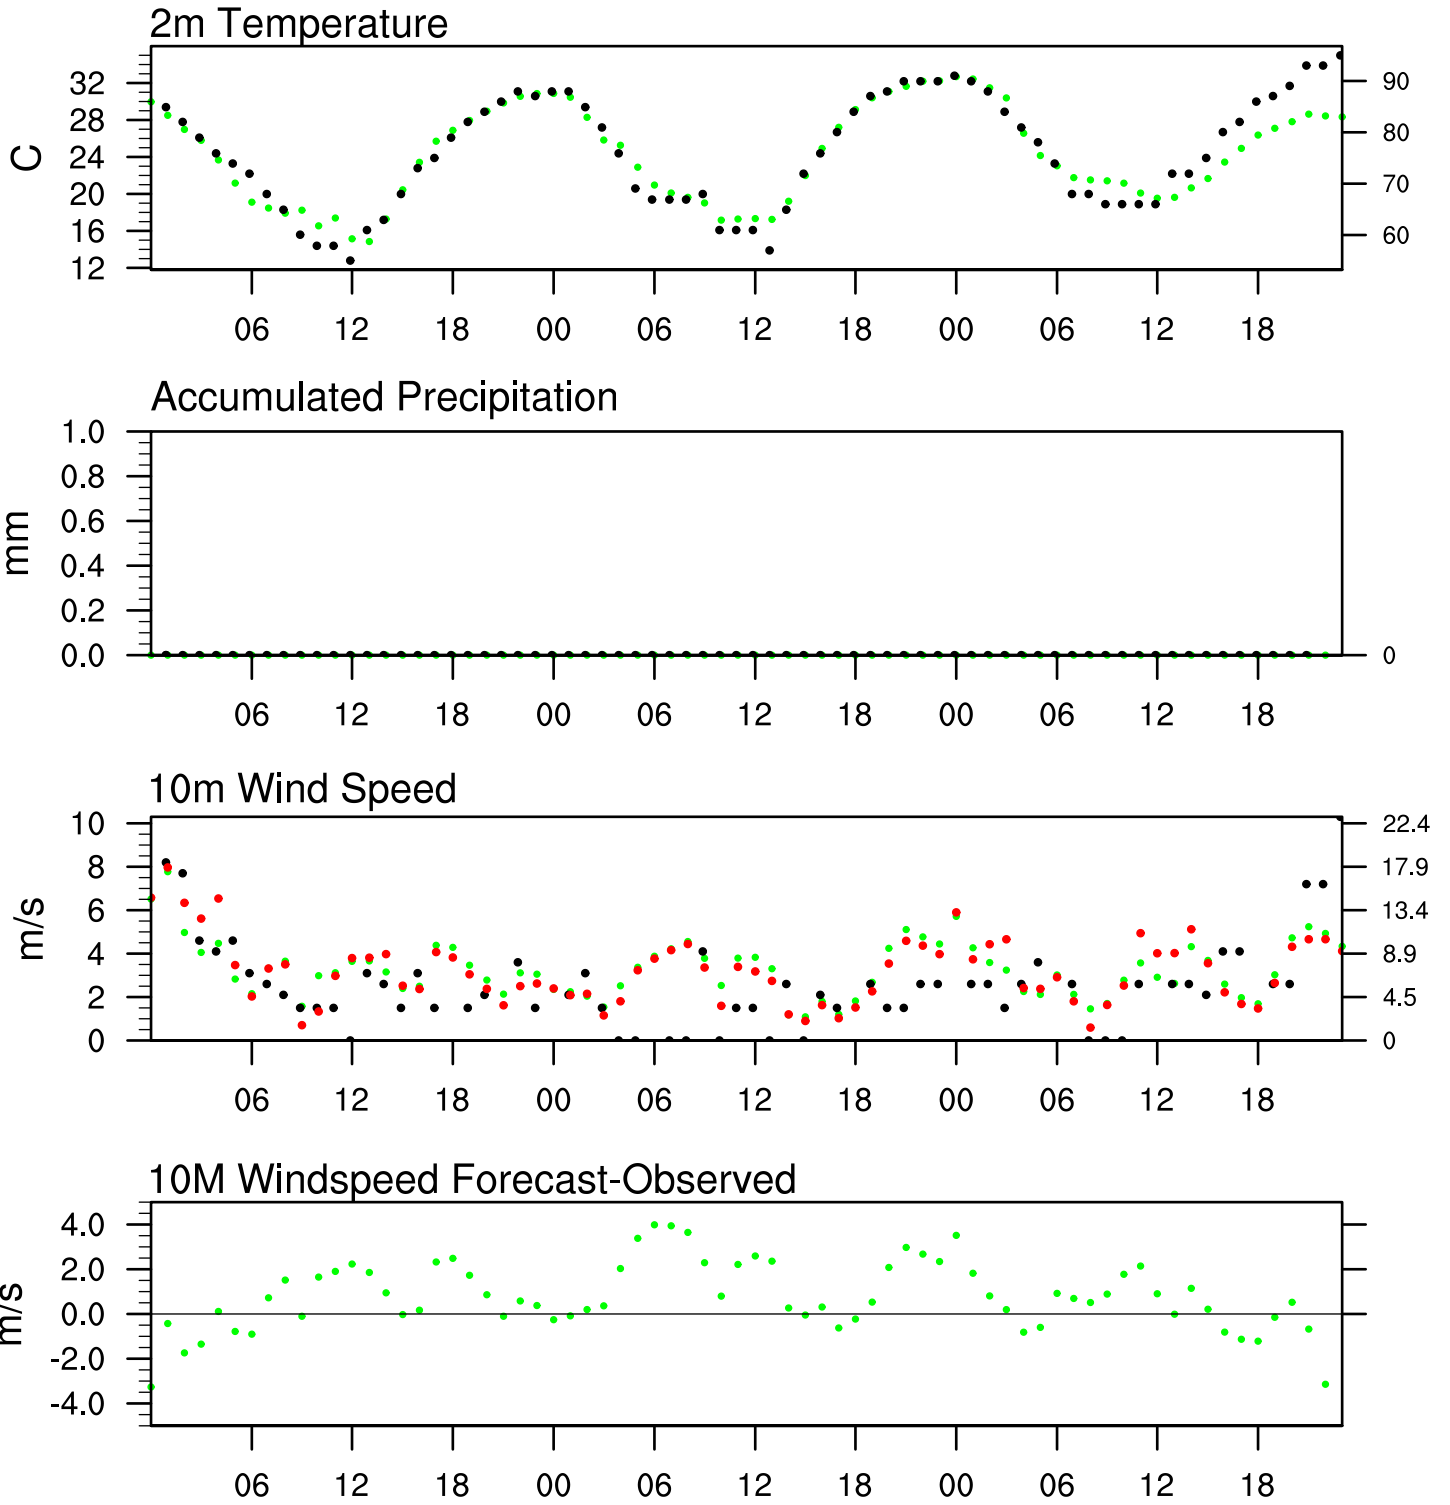 2m Temperature
32
28
24
20
16
12
C
90
80
70
60
06 12 18 00 06 12 18 00 06 12 18
Accumulated Precipitation
1.0
0.8
0.6
0.4
0.2
0.0
mm
0
06 12 18 00 06 12 18 00 06 12 18
10m Wind Speed
10
8
6
4
2
0
m/s
22.4
17.9
13.4
8.9
4.5
0
06 12 18 00 06 12 18 00 06 12 18
10M Windspeed Forecast-Observed
4.0
2.0
0.0
-2.0
-4.0
m/s
06 12 18 00 06 12 18 00 06 12 18